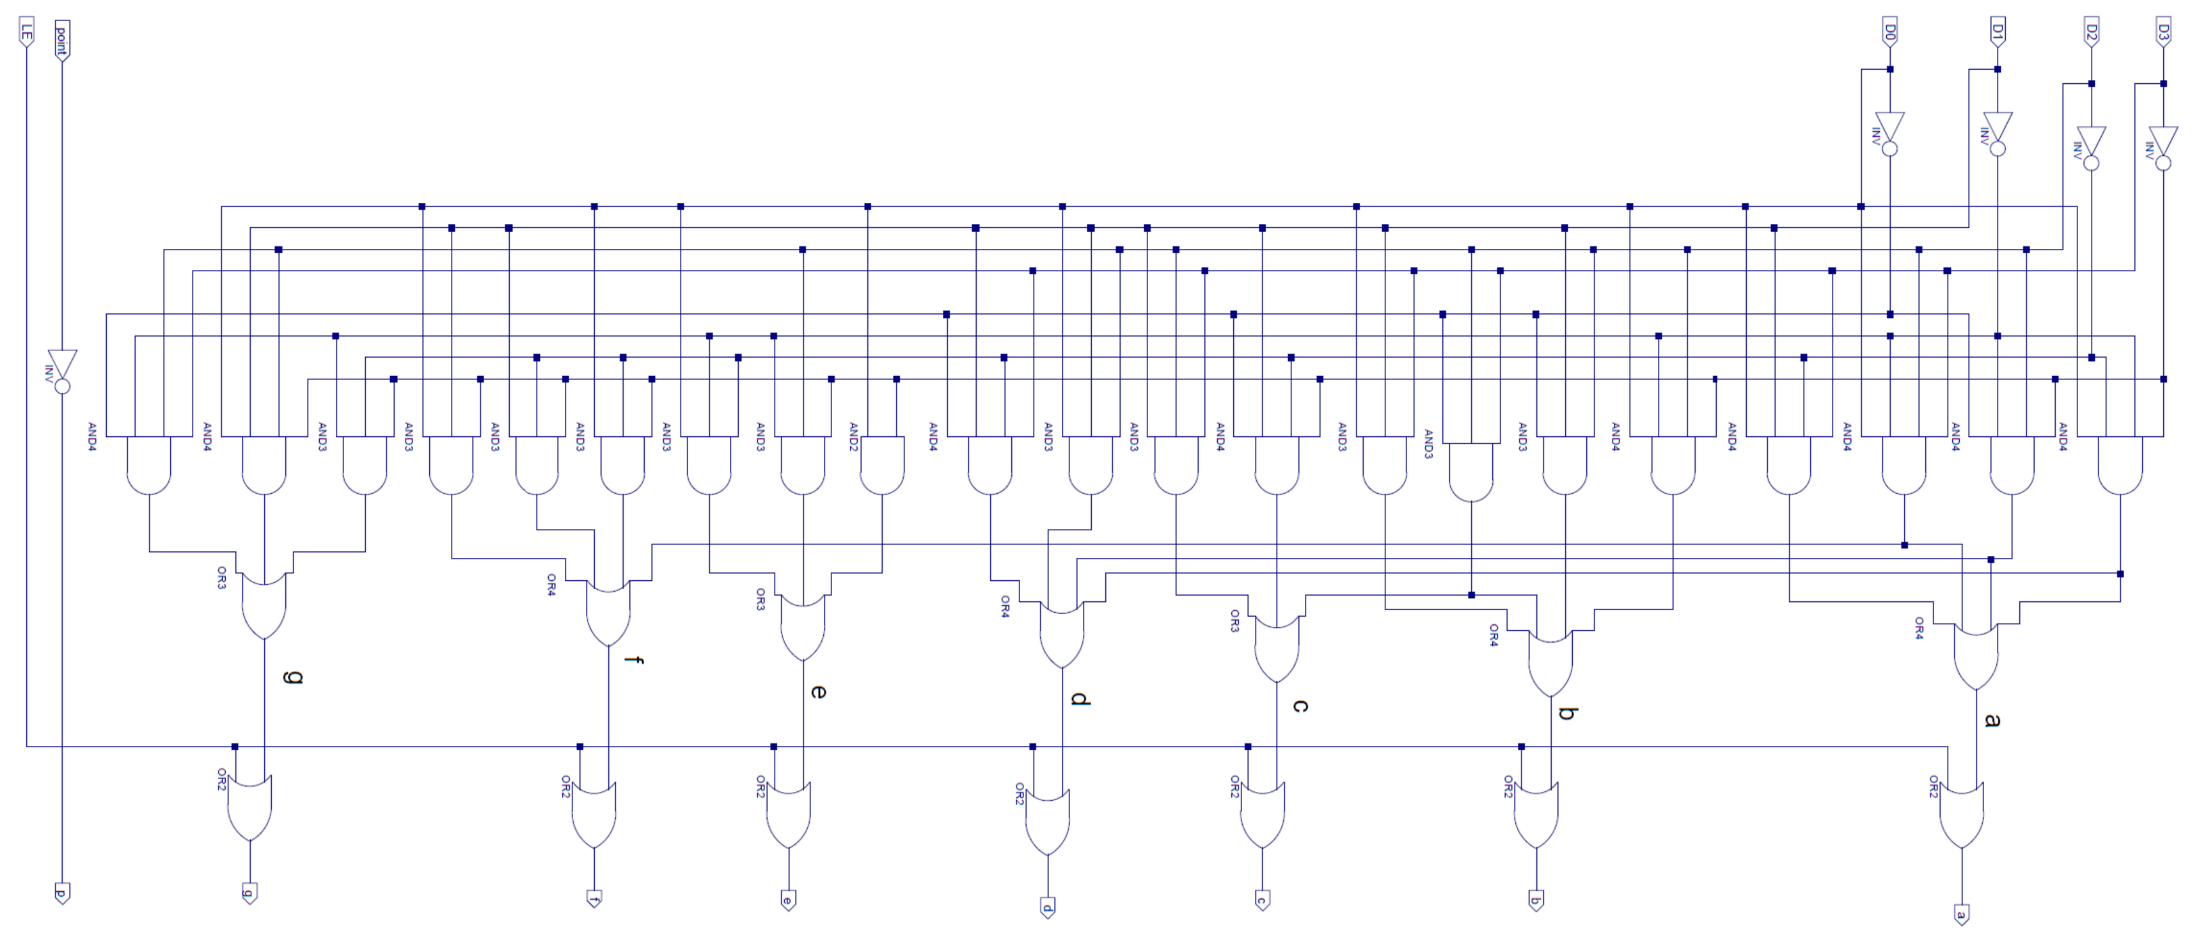 LE
point
D0
D1
D2
D3
INV
INV
INV
INV
INV
AND4
AND4
AND3
AND3
AND3
AND3
AND3
AND3
AND2
AND4
AND3
AND3
AND4
AND3
AND3
AND3
AND4
AND4
AND4
AND4
AND4
OR3
OR4
OR3
OR4
OR3
OR4
OR4
g
f
e
d
c
b
a
OR2
OR2
OR2
OR2
OR2
OR2
OR2
p
g
f
e
d
c
b
a